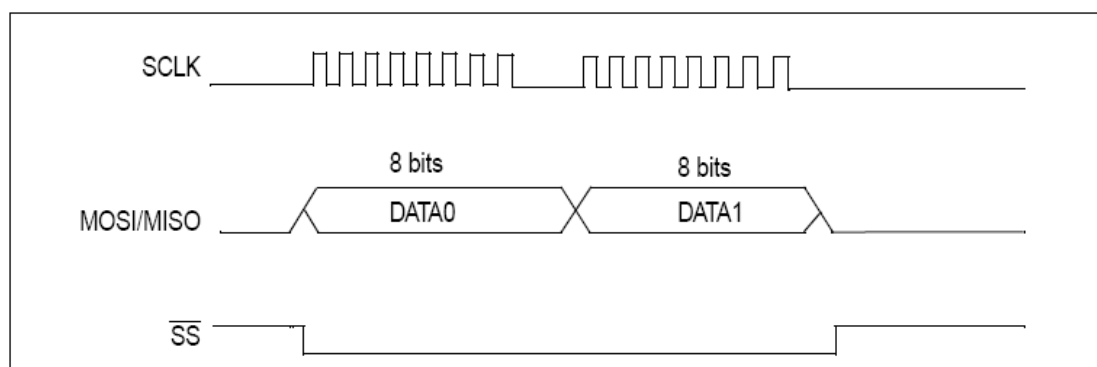 SCLK
8 bits 8 bits
MOSI/MISO DATA0 DATA1
SS